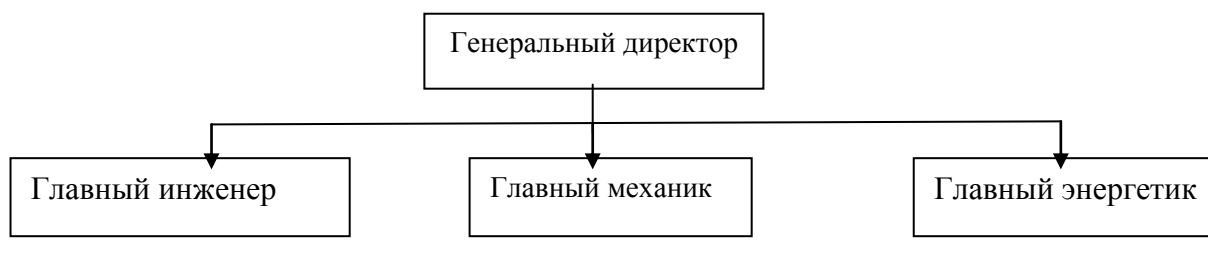 Генеральный директор
Главный инженер
Главный механик
Главный энергетик